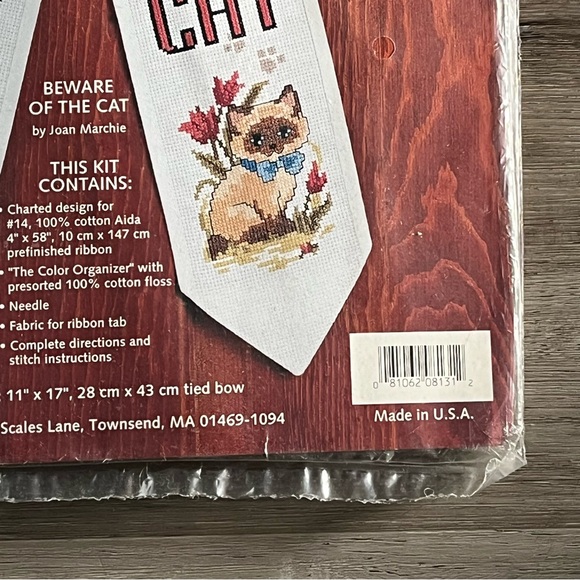 CAT
BEWARE
OF THE CAT
by Joan Marchie
THIS KIT
CONTAINS:
• Charted design for
#14, 100% cotton Aida
4" x 58", 10 cm x 147 cm
prefinished ribbon
• "The Color Organizer" with
presorted 100% cotton floss
• Needle
• Fabric for ribbon tab
• Complete directions and
stitch instructions
: 11" x 17", 28 cm x 43 cm tied bow
Scales Lane, Townsend, MA 01469-1094
0 81062 08131 2
Made in U.S.A.